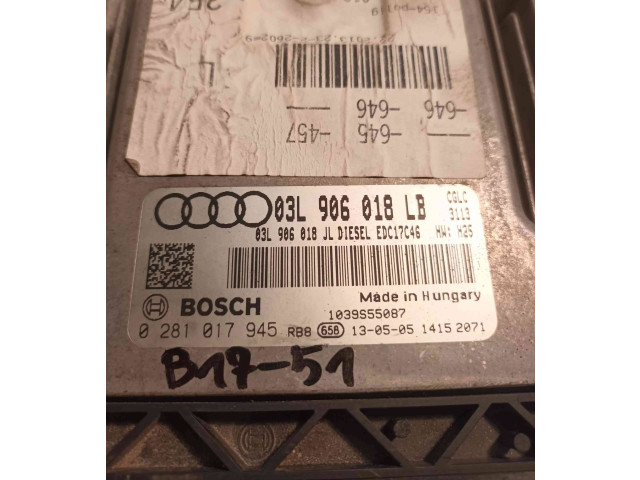 -646 -646 —
— -645 -457
03L 906 018 LB CGLC
3113
03L 906 018 JL DIESEL EDC17C46 HW: H25
BOSCH Made in Hungary
1039S55087
0 281 017 945 RB8 658 13-05-05 1415 2071
B17-51